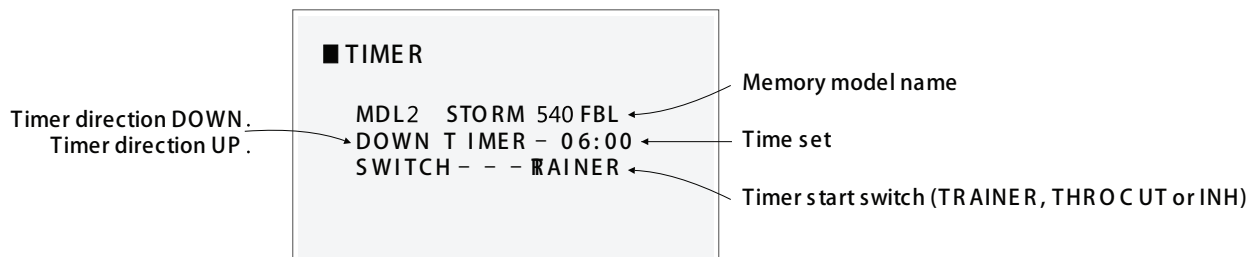 ■TIMER
MDL2 STORM 540 FBL
DOWN TIMER – 06:00
SWITCH – – – TRAINER
Timer direction DOWN.
Timer direction UP.
Memory model name
Time set
Timer start switch (TRAINER, THRO CUT or INH)